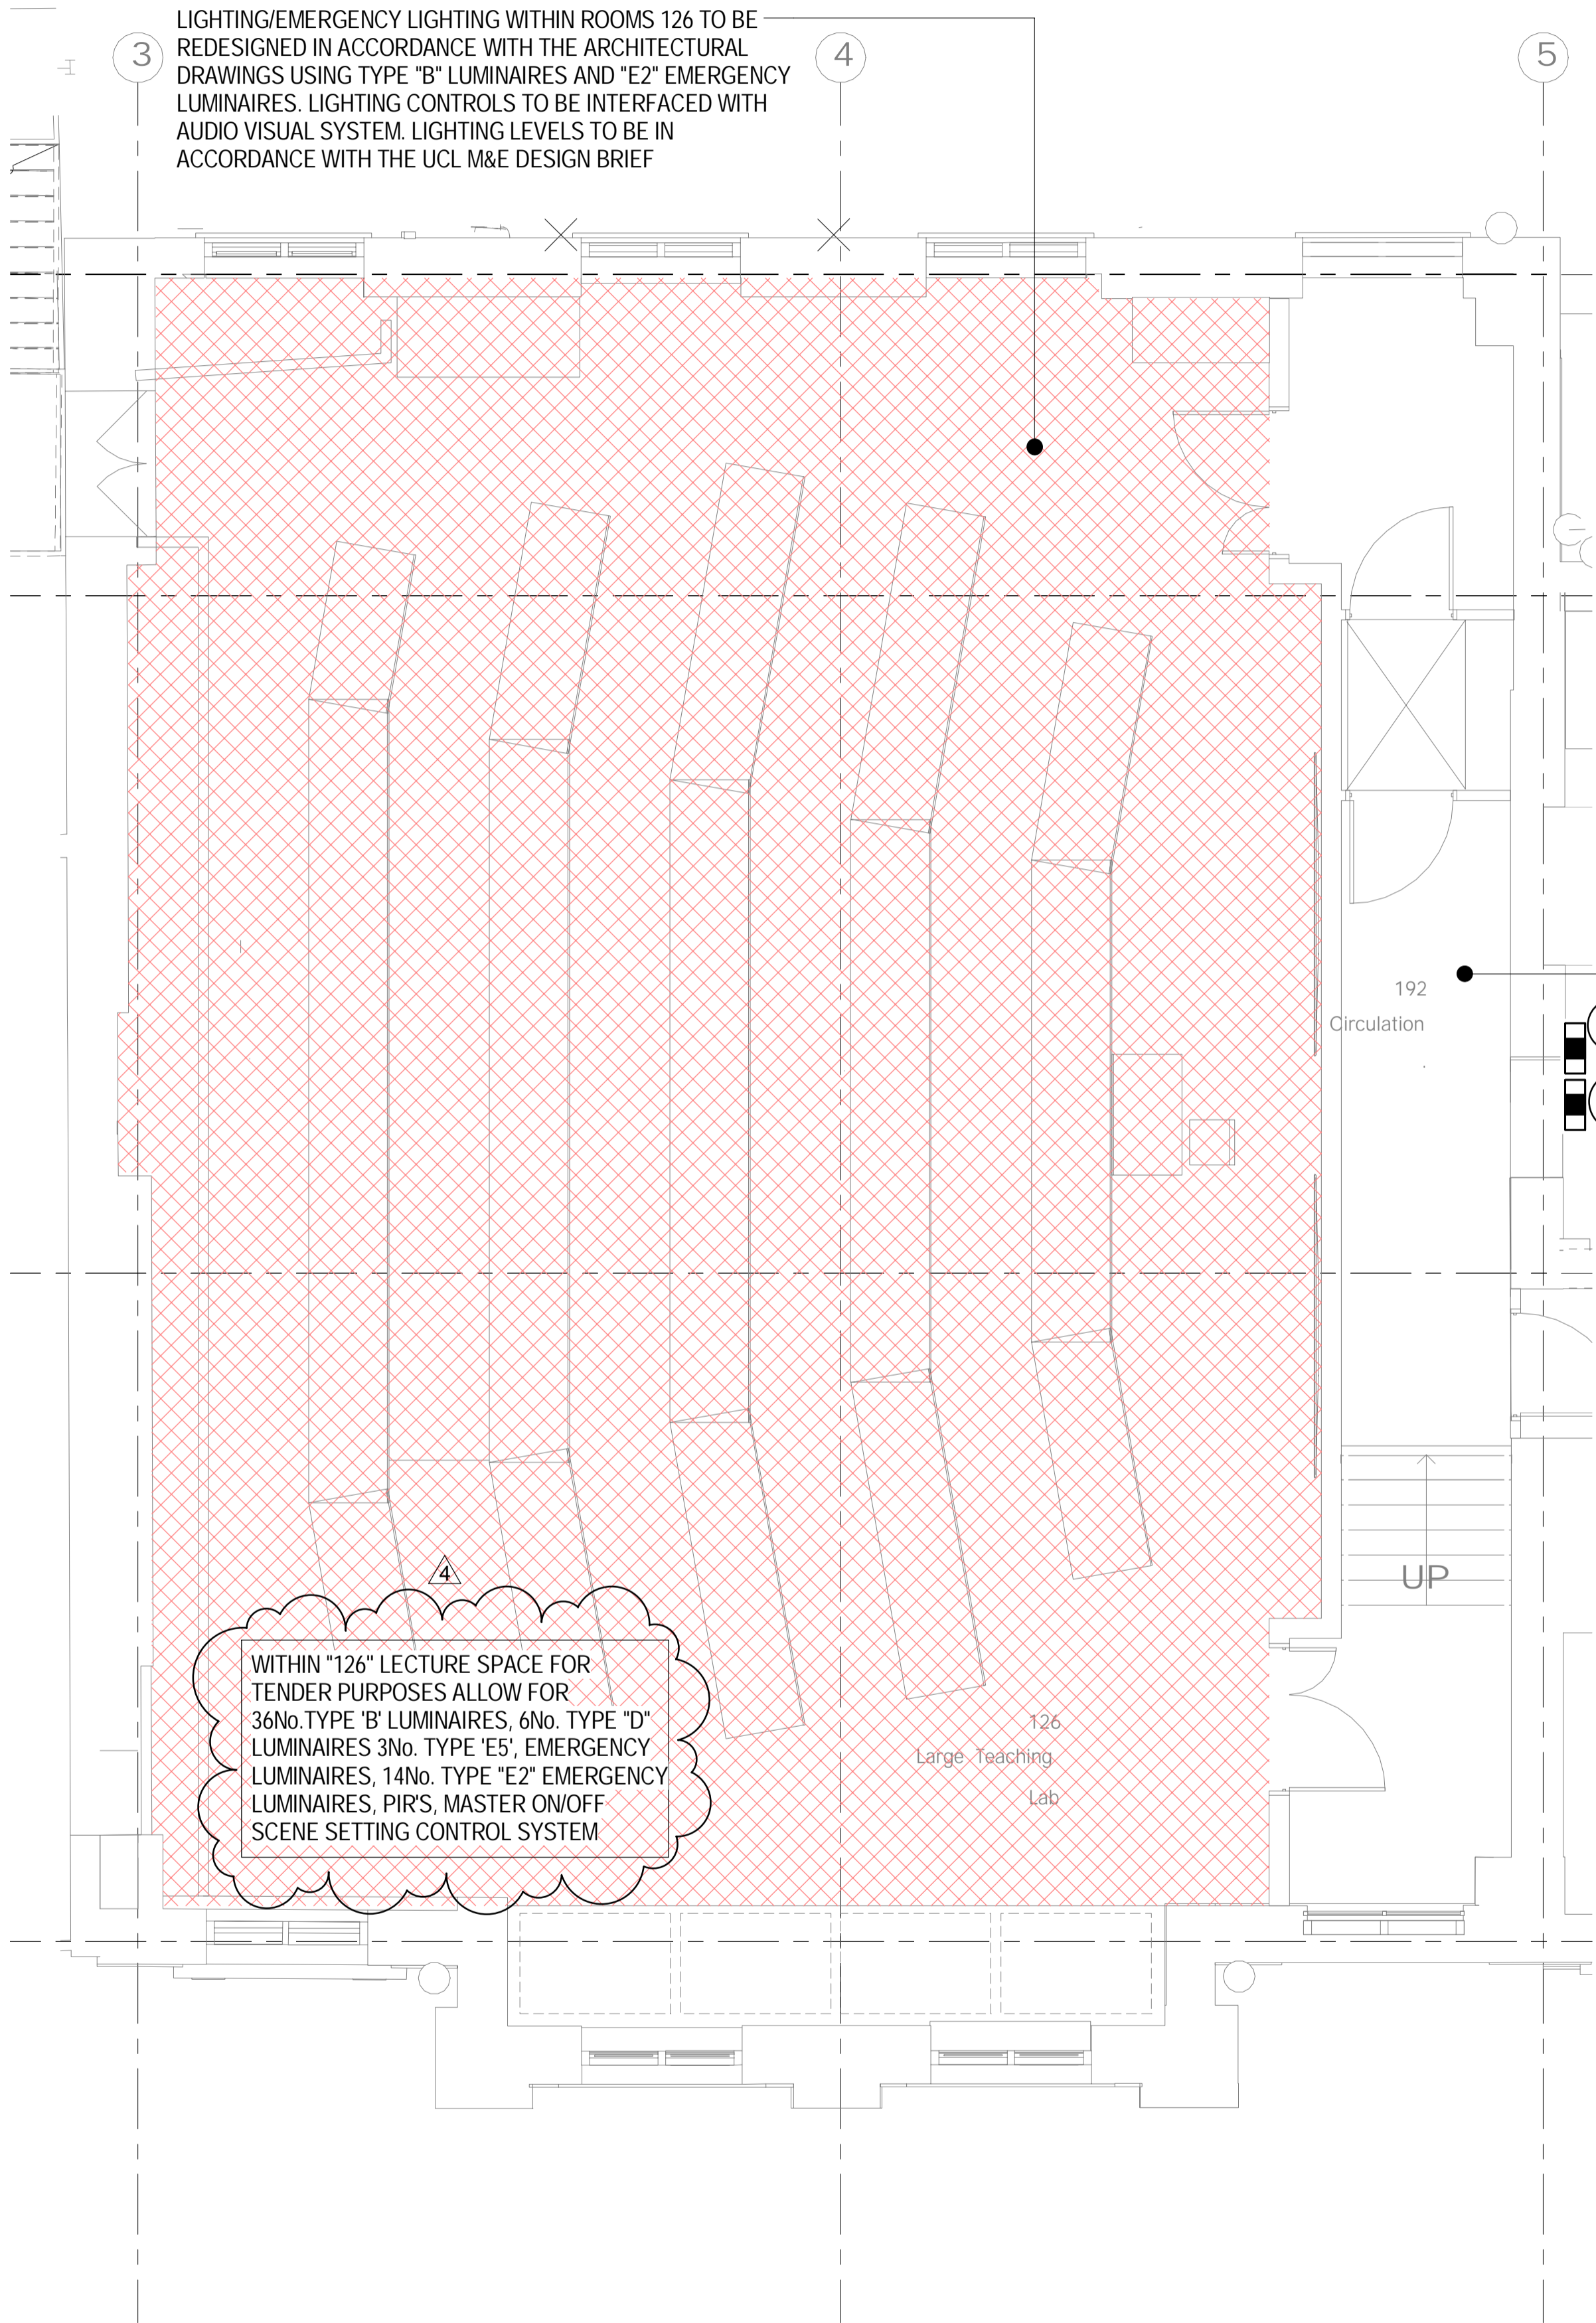 LIGHTING/EMERGENCY LIGHTING WITHIN ROOMS 126 TO BE
REDESIGNED IN ACCORDANCE WITH THE ARCHITECTURAL
DRAWINGS USING TYPE "B" LUMINAIRES AND "E2" EMERGENCY
LUMINAIRES. LIGHTING CONTROLS TO BE INTERFACED WITH
AUDIO VISUAL SYSTEM. LIGHTING LEVELS TO BE IN
ACCORDANCE WITH THE UCL M&E DESIGN BRIEF
3
4
5
192
Circulation
UP
4
WITHIN "126" LECTURE SPACE FOR
TENDER PURPOSES ALLOW FOR
36No.TYPE 'B' LUMINAIRES, 6No. TYPE "D"
LUMINAIRES 3No. TYPE 'E5', EMERGENCY
LUMINAIRES, 14No. TYPE "E2" EMERGENCY
LUMINAIRES, PIR'S, MASTER ON/OFF
SCENE SETTING CONTROL SYSTEM
126
Large Teaching
Lab